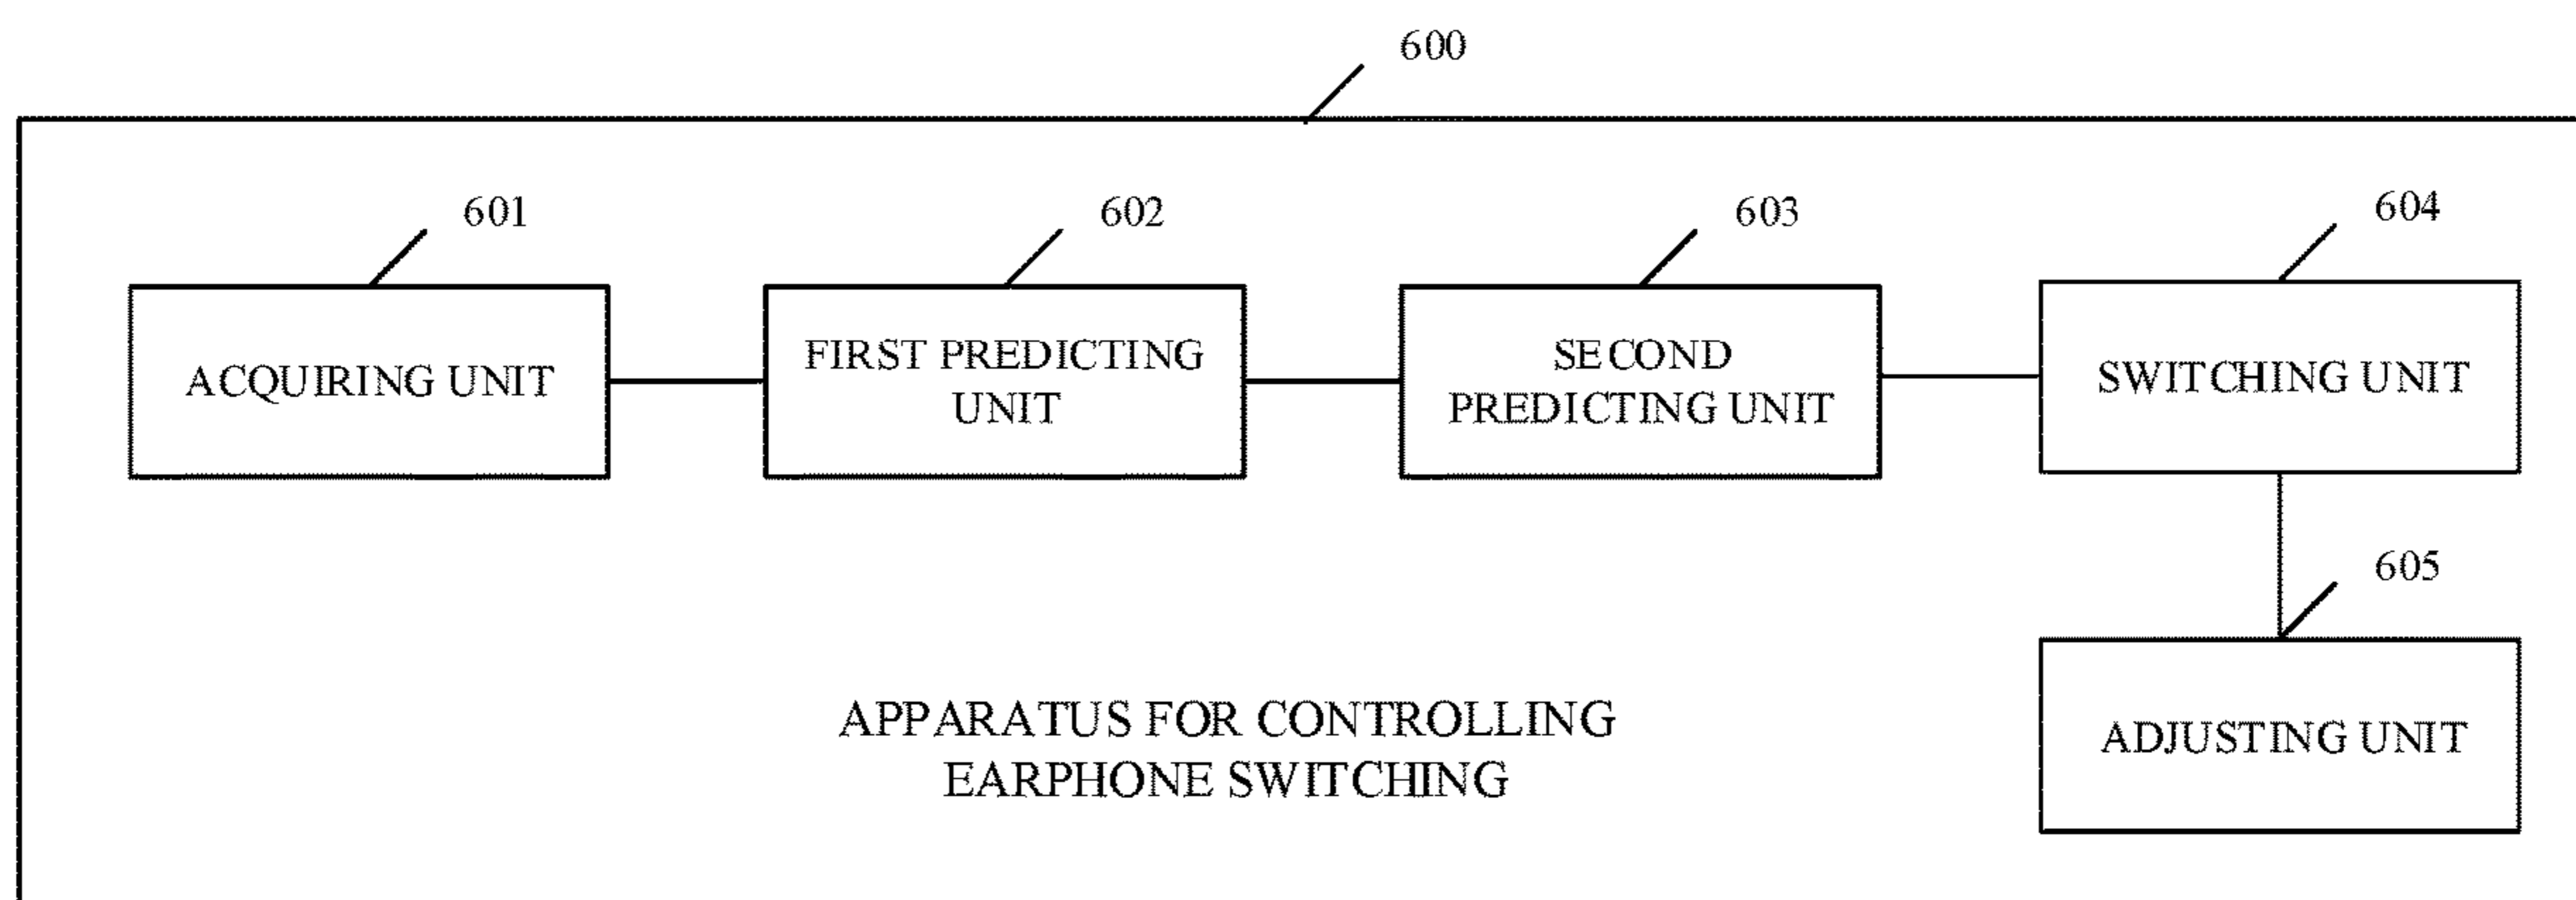 600
601
602
603
604
ACQUIRING UNIT
FIRST PREDICTING
UNIT
SECOND
PREDICTING UNIT
SWITCHING UNIT
605
ADJUSTING UNIT
APPARATUS FOR CONTROLLING
EARPHONE SWITCHING